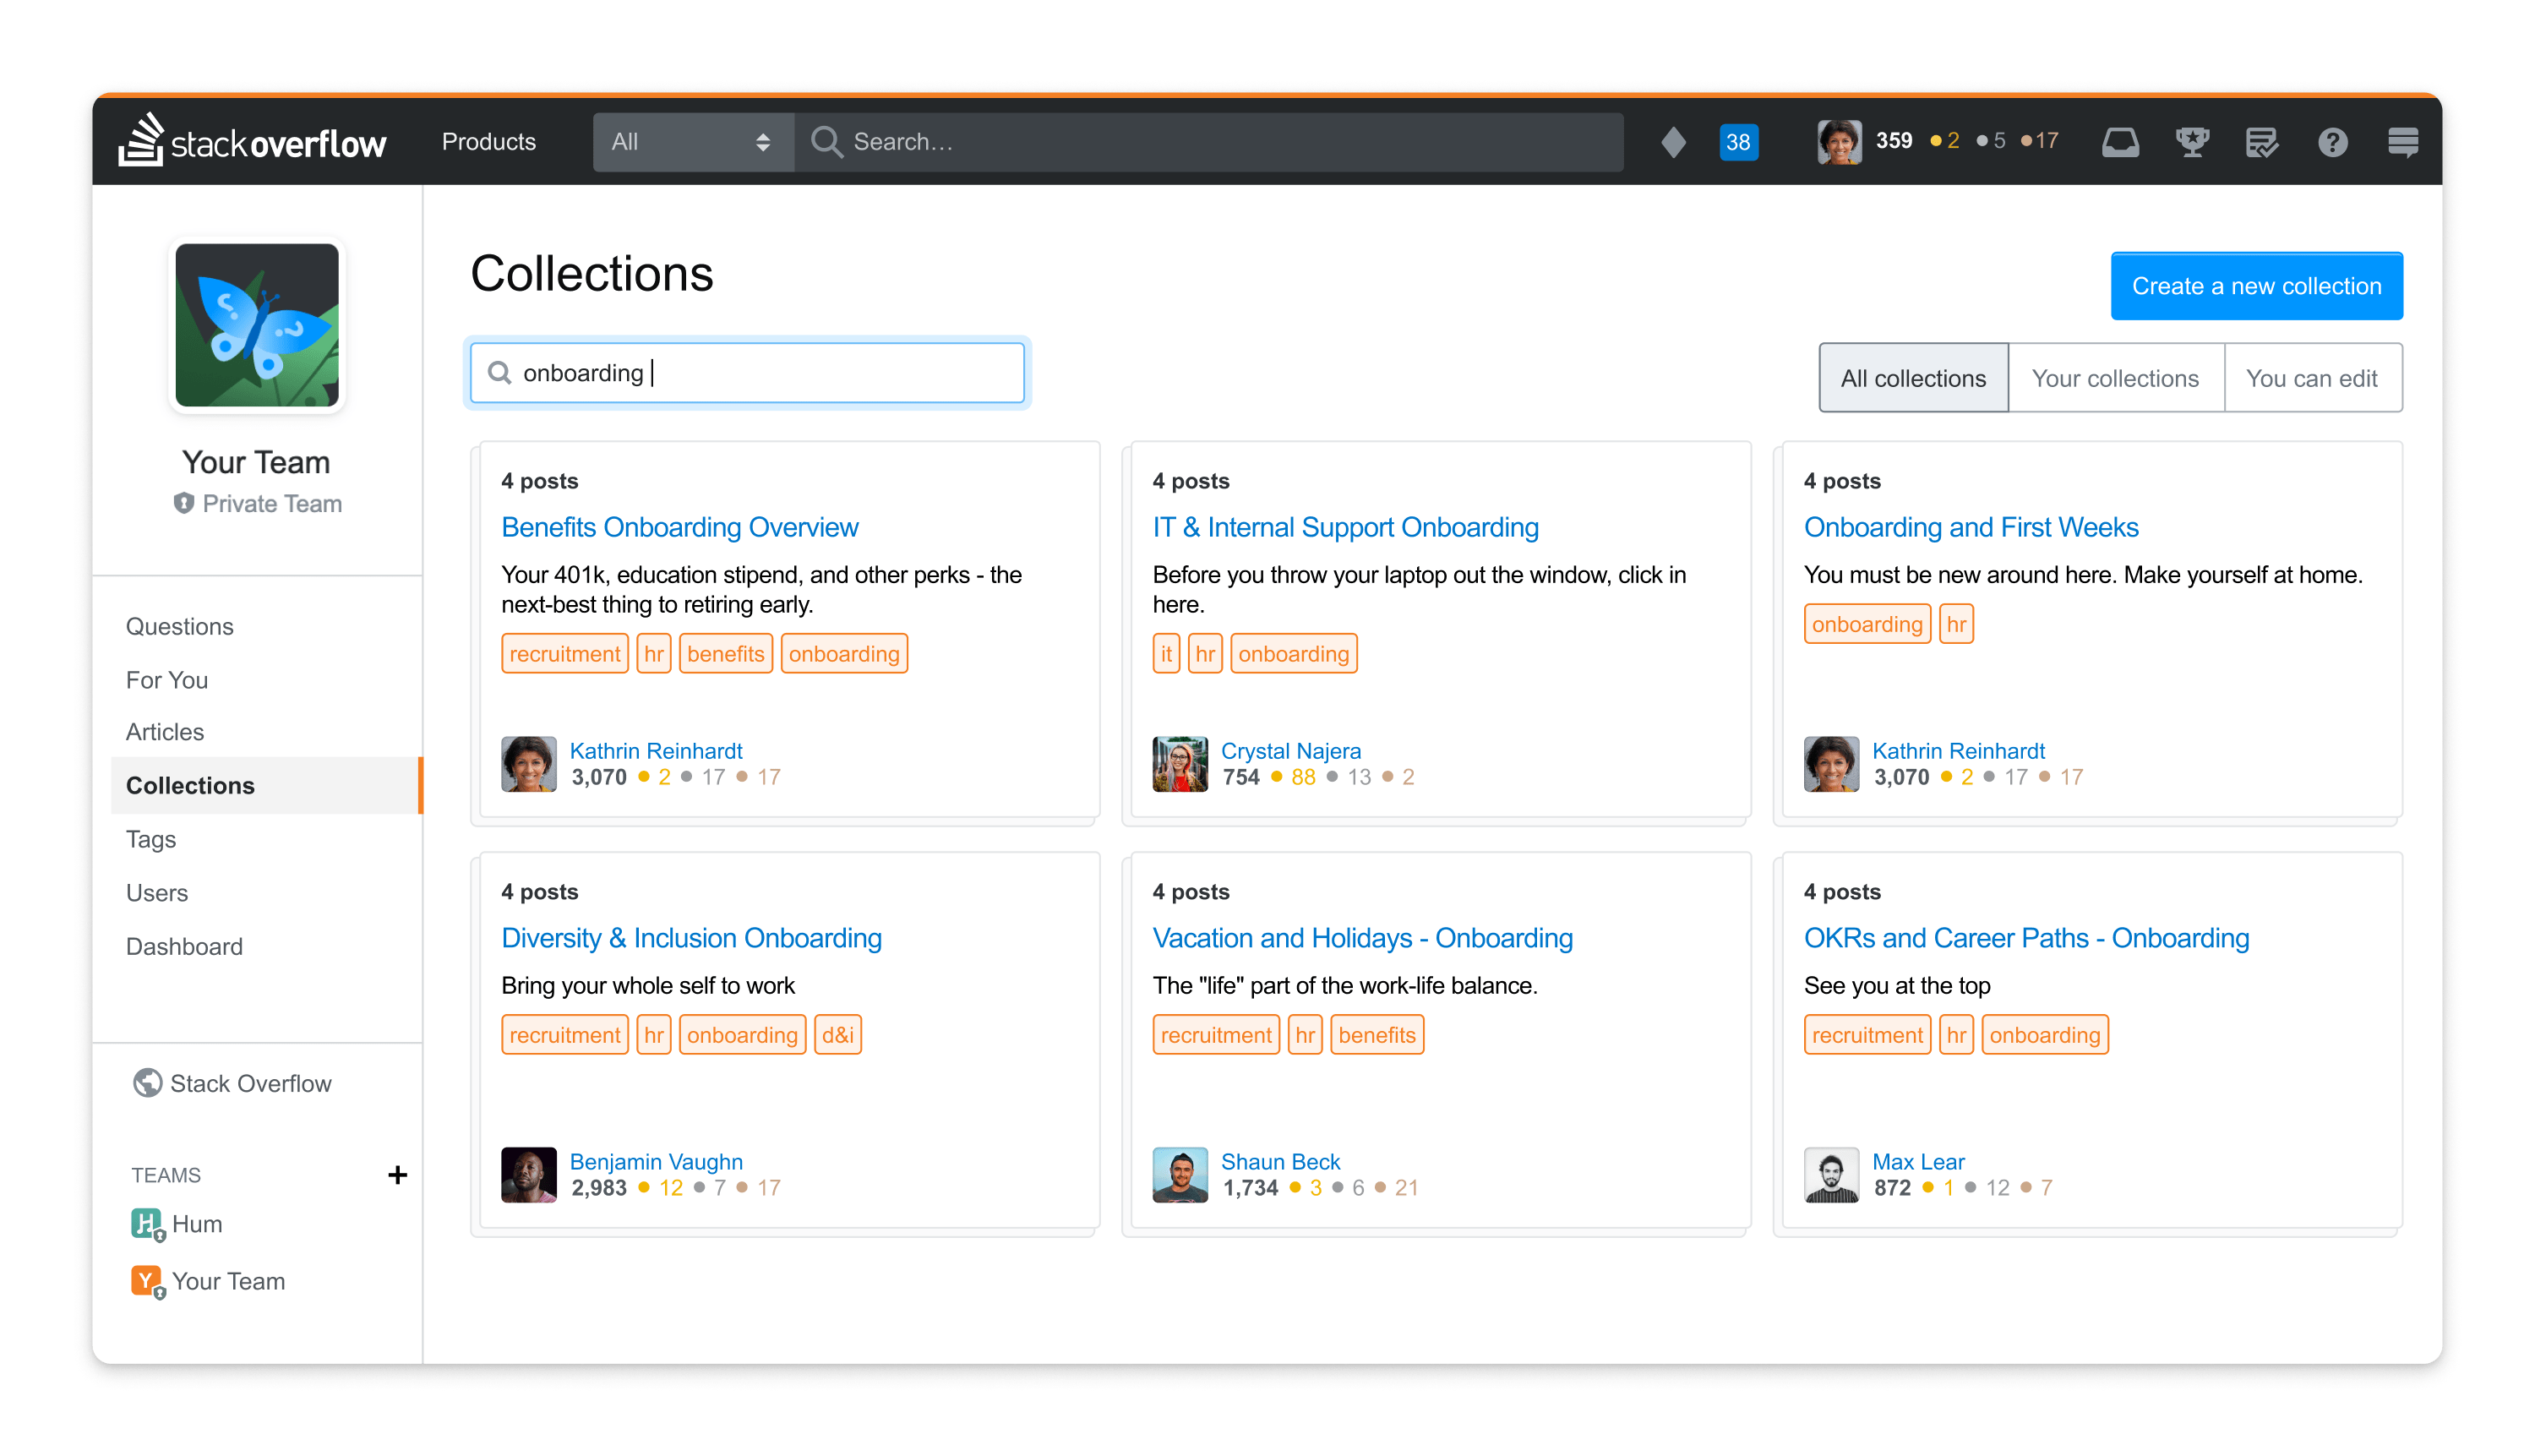 stackoverflow Products All Search… 38 359 2 5 17
Your Team
Private Team
Questions
For You
Articles
Collections
Tags
Users
Dashboard
Stack Overflow
TEAMS +
Hum
Y Your Team
Collections
Create a new collection
onboarding
All collections Your collections You can edit
4 posts
Benefits Onboarding Overview
Your 401k, education stipend, and other perks - the
next-best thing to retiring early.
recruitment hr benefits onboarding
Kathrin Reinhardt
3,070 2 17 17
4 posts
IT & Internal Support Onboarding
Before you throw your laptop out the window, click in
here.
it hr onboarding
Crystal Najera
754 88 13 2
4 posts
Onboarding and First Weeks
You must be new around here. Make yourself at home.
onboarding hr
Kathrin Reinhardt
3,070 2 17 17
4 posts
Diversity & Inclusion Onboarding
Bring your whole self to work
recruitment hr onboarding d&i
Benjamin Vaughn
2,983 12 7 17
4 posts
Vacation and Holidays - Onboarding
The "life" part of the work-life balance.
recruitment hr benefits
Shaun Beck
1,734 3 6 21
4 posts
OKRs and Career Paths - Onboarding
See you at the top
recruitment hr onboarding
Max Lear
872 1 12 7